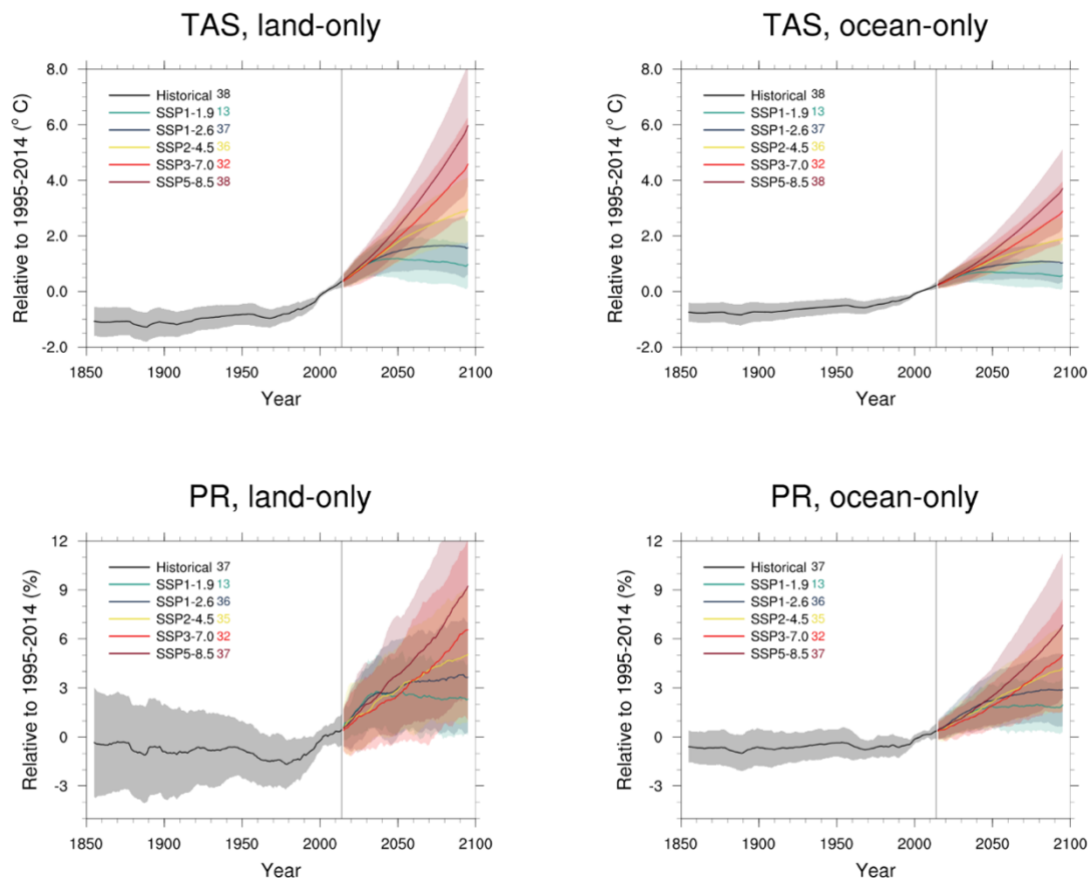 TAS, land-only
8.0
6.0
4.0
2.0
0.0
-2.0
Relative to 1995-2014 (° C)
Historical 38
SSP1-1.9 13
SSP1-2.6 37
SSP2-4.5 36
SSP3-7.0 32
SSP5-8.5 38
1850 1900 1950 2000 2050 2100
Year
TAS, ocean-only
8.0
6.0
4.0
2.0
0.0
-2.0
Relative to 1995-2014 (° C)
Historical 38
SSP1-1.9 13
SSP1-2.6 37
SSP2-4.5 36
SSP3-7.0 32
SSP5-8.5 38
1850 1900 1950 2000 2050 2100
Year
PR, land-only
12
9
6
3
0
-3
Relative to 1995-2014 (%)
Historical 37
SSP1-1.9 13
SSP1-2.6 36
SSP2-4.5 35
SSP3-7.0 32
SSP5-8.5 37
1850 1900 1950 2000 2050 2100
Year
PR, ocean-only
12
9
6
3
0
-3
Relative to 1995-2014 (%)
Historical 37
SSP1-1.9 13
SSP1-2.6 36
SSP2-4.5 35
SSP3-7.0 32
SSP5-8.5 37
1850 1900 1950 2000 2050 2100
Year